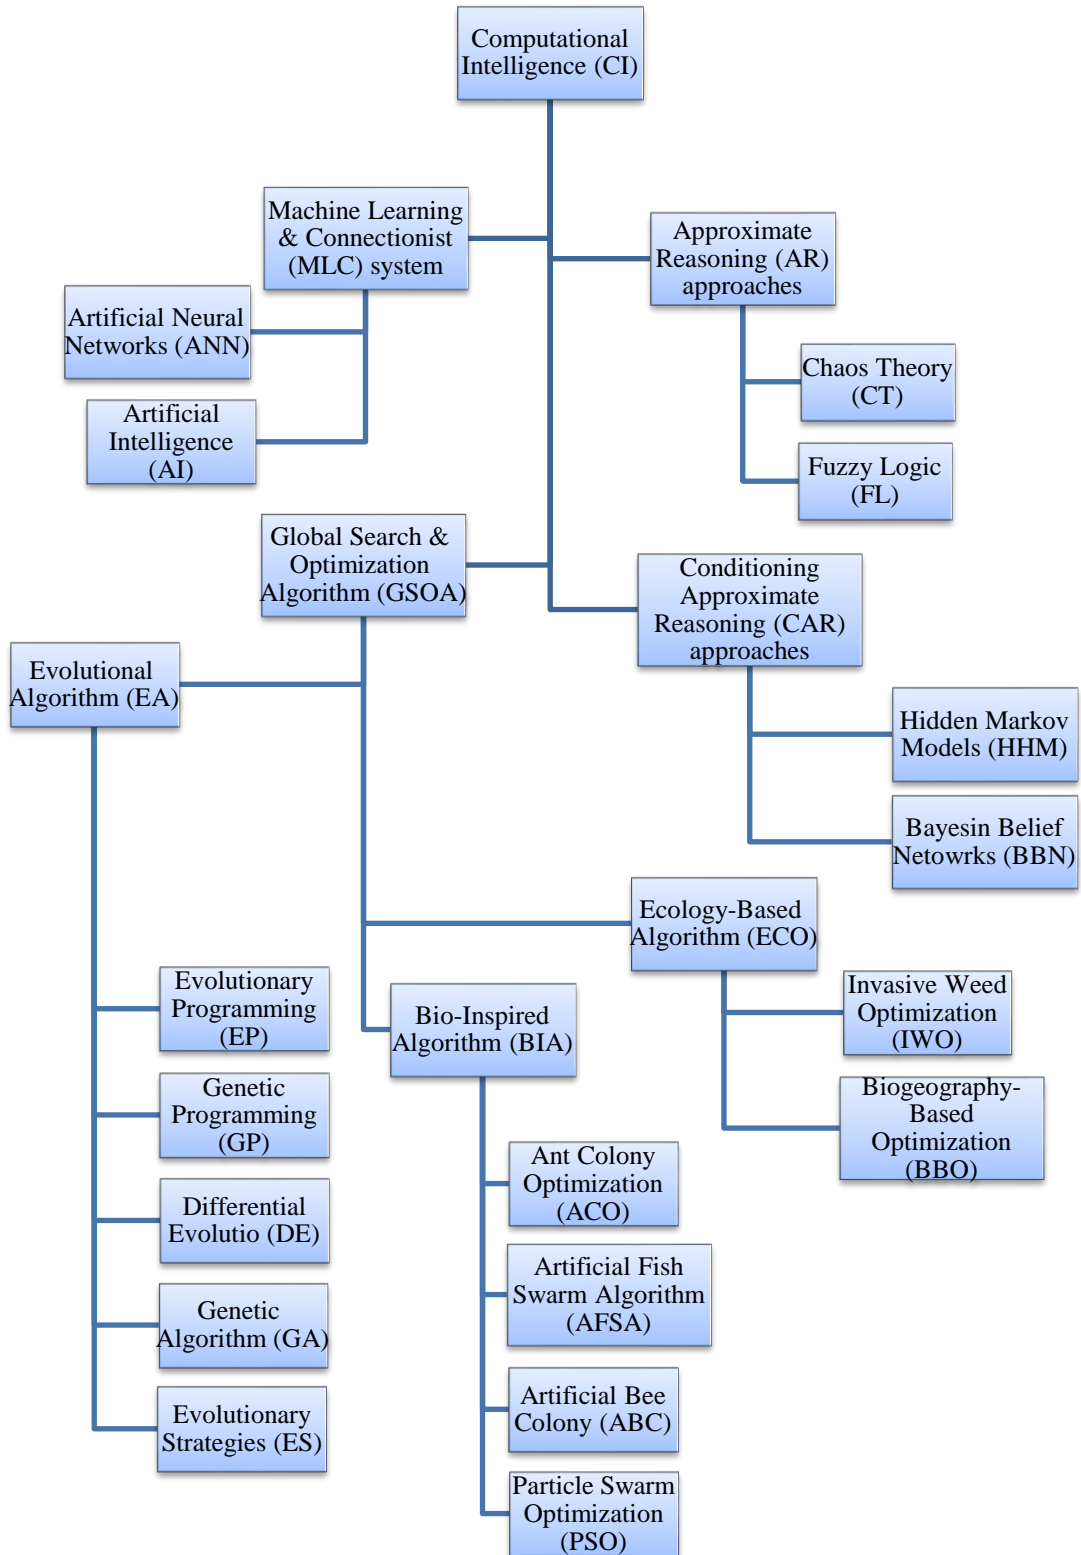 Computational
Intelligence (CI)
Machine Learning
& Connectionist
(MLC) system
Approximate
Reasoning (AR)
approaches
Artificial Neural
Networks (ANN)
Chaos Theory
(CT)
Artificial
Intelligence
(AI)
Fuzzy Logic
(FL)
Global Search &
Optimization
Algorithm (GSOA)
Conditioning
Approximate
Reasoning (CAR)
approaches
Evolutional
Algorithm (EA)
Hidden Markov
Models (HHM)
Bayesin Belief
Netowrks (BBN)
Ecology-Based
Algorithm (ECO)
Evolutionary
Programming
(EP)
Bio-Inspired
Algorithm (BIA)
Invasive Weed
Optimization
(IWO)
Genetic
Programming
(GP)
Biogeography-
Based
Optimization
(BBO)
Ant Colony
Optimization
(ACO)
Differential
Evolutio (DE)
Artificial Fish
Swarm Algorithm
(AFSA)
Genetic
Algorithm (GA)
Artificial Bee
Colony (ABC)
Evolutionary
Strategies (ES)
Particle Swarm
Optimization
(PSO)